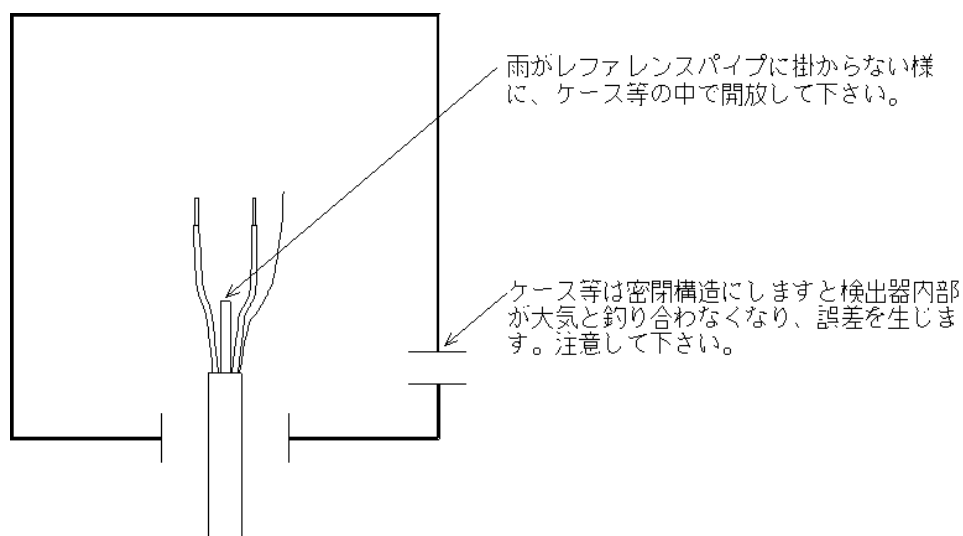 雨がレファレンスパイプに掛からない様
に、ケース等の中で開放して下さい。
ケース等は密閉構造にしますと検出器内部
が大気と釣り合わなくなり、誤差を生じま
す。注意して下さい。